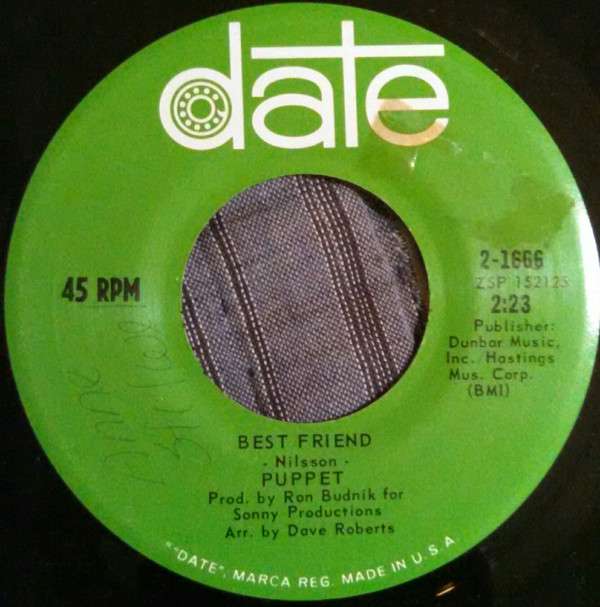 date
45 RPM
2-1666
ZSP 152125
2:23
Publisher:
Dunbar Music,
Inc./Hastings
Mus. Corp.
(BMI)
BEST FRIEND
- Nilsson -
PUPPET
Prod. by Ron Budnik for
Sonny Productions
Arr. by Dave Roberts
"DATE", MARCA REG. MADE IN U.S.A.